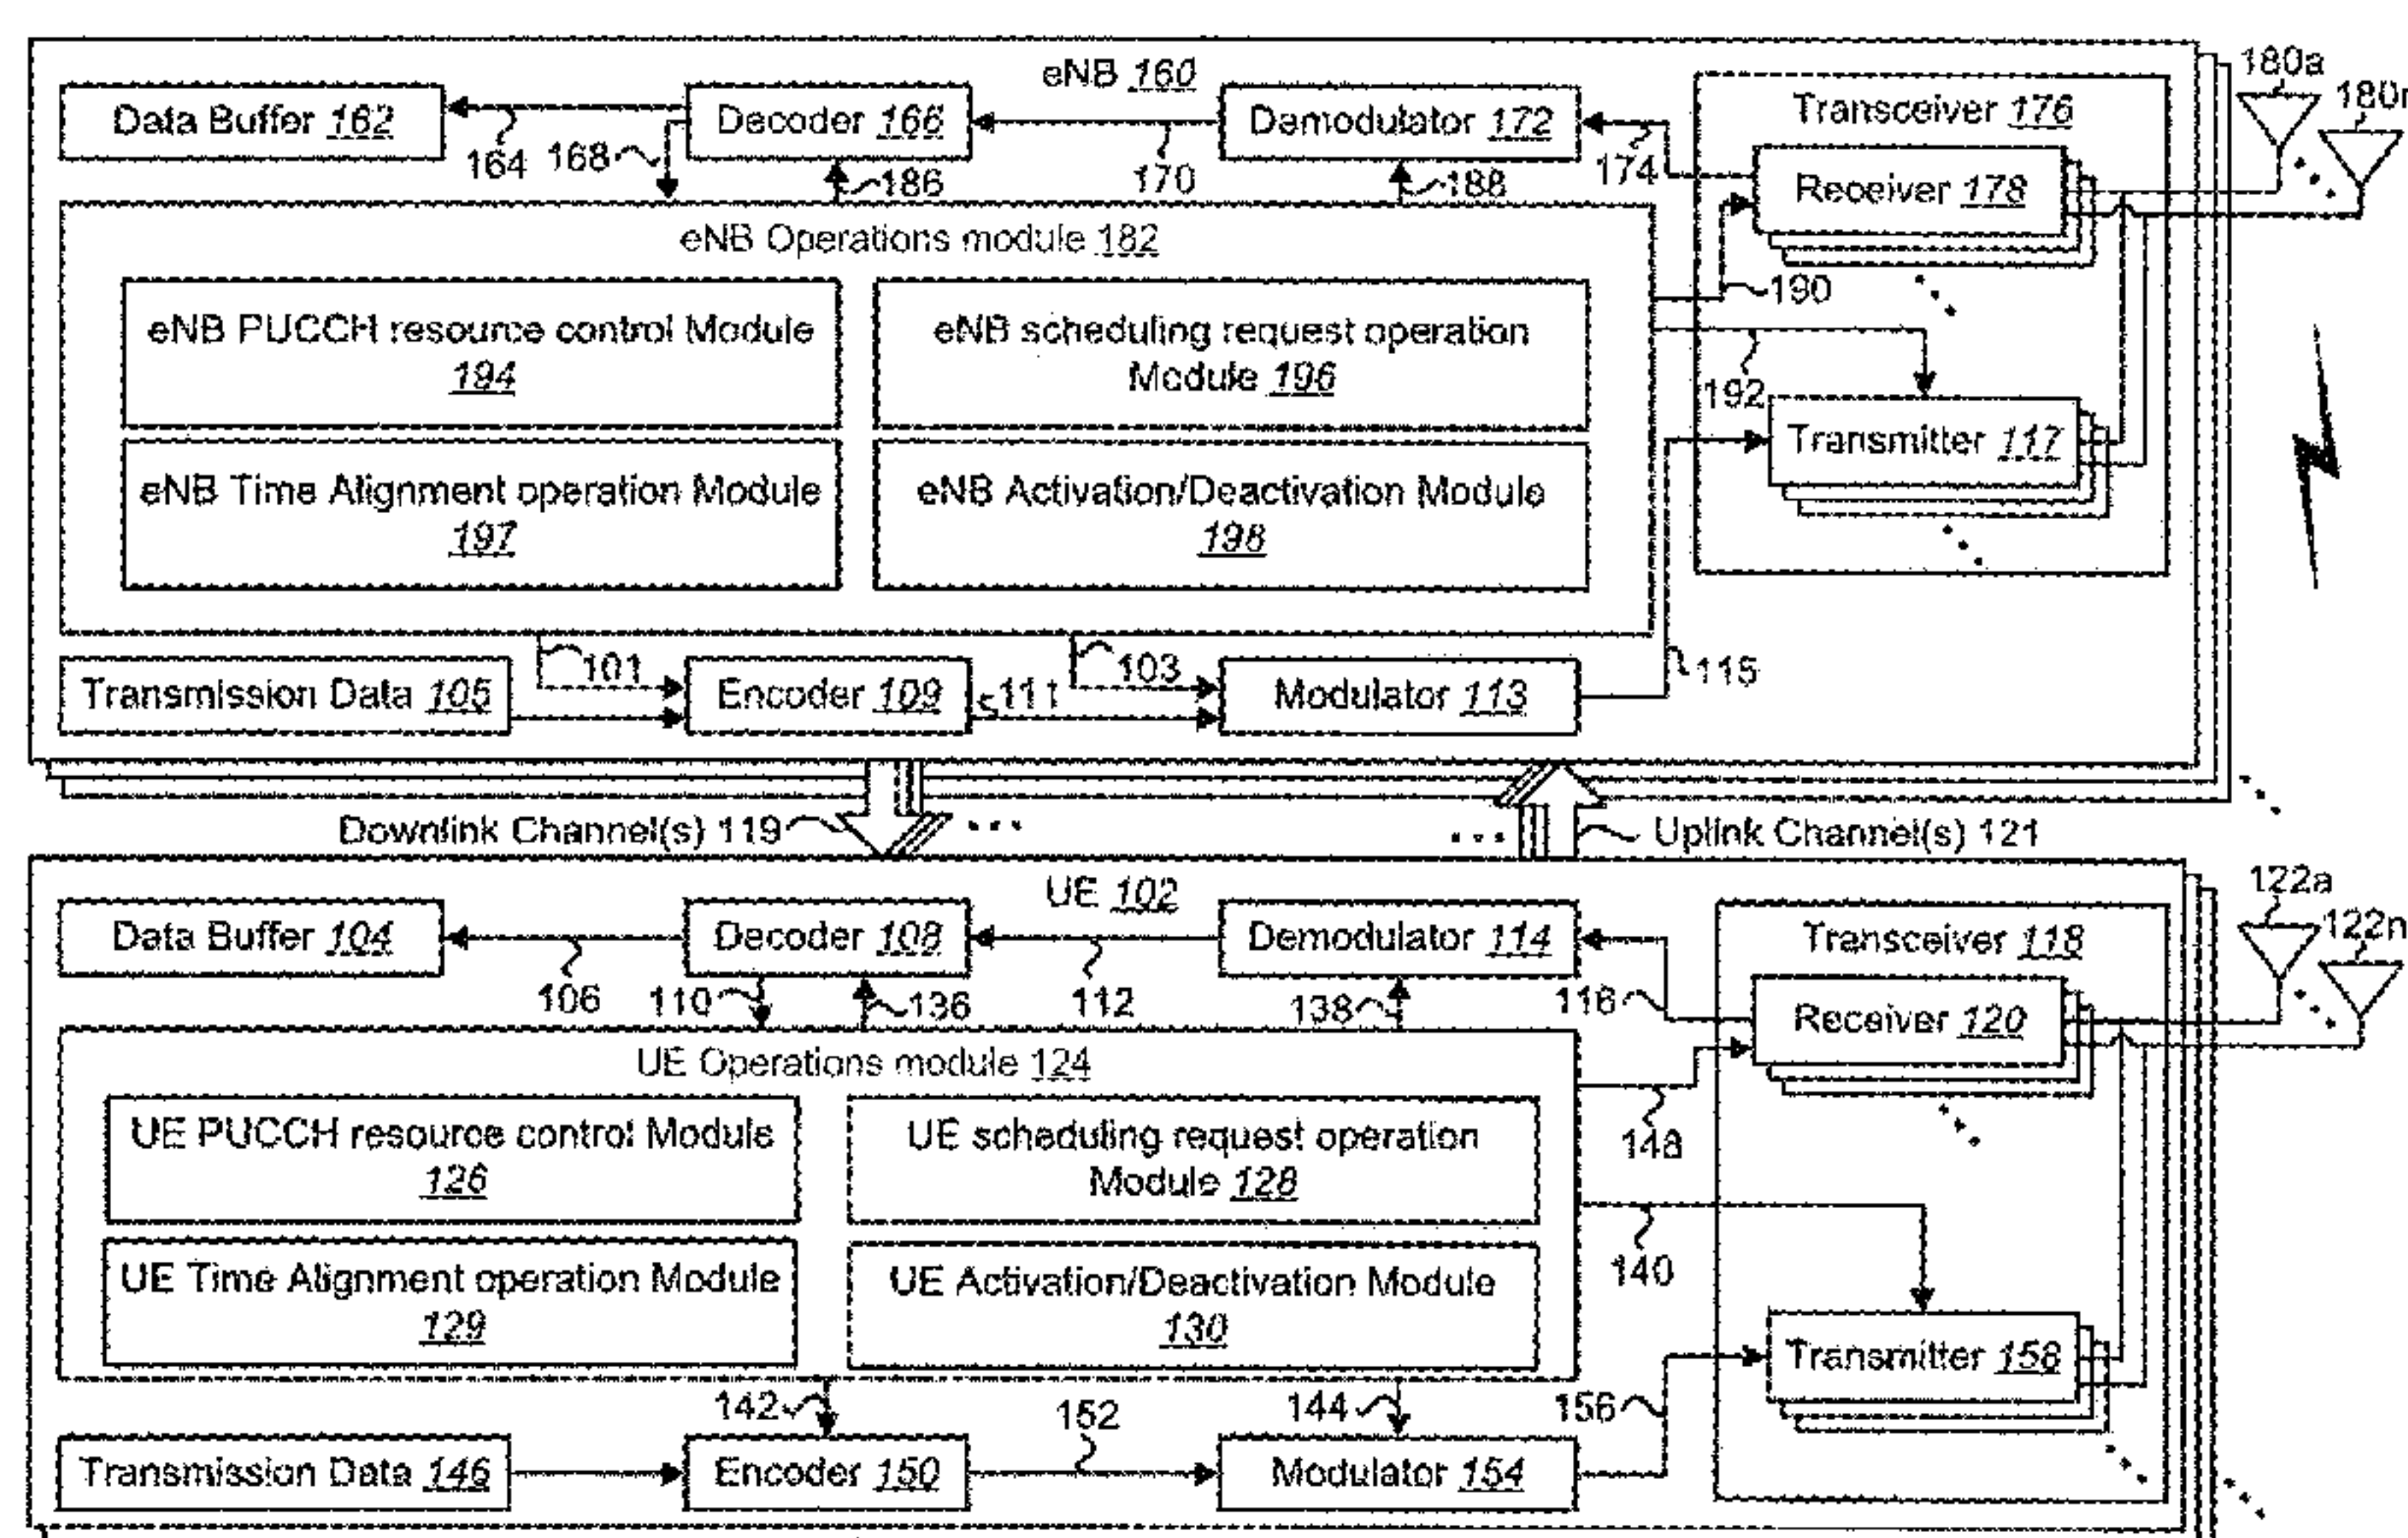 eNB 160
180a
180n
Data Buffer 162
Decoder 166
Demodulator 172
Transceiver 176
164
168
186
170
188
174
Receiver 178
eNB Operations module 182
190
eNB PUCCH resource control Module
194
eNB scheduling request operation
Module 196
192
Transmitter 117
eNB Time Alignment operation Module
197
eNB Activation/Deactivation Module
198
101
103
115
Transmission Data 105
Encoder 109
111
Modulator 113
Downlink Channel(s) 119
Uplink Channel(s) 121
UE 102
122a
122n
Data Buffer 104
Decoder 108
Demodulator 114
Transceiver 118
106
110
136
112
138
116
Receiver 120
UE Operations module 124
148
UE PUCCH resource control Module
126
UE scheduling request operation
Module 128
140
UE Time Alignment operation Module
129
UE Activation/Deactivation Module
130
Transmitter 158
142
152
144
156
Transmission Data 146
Encoder 150
Modulator 154